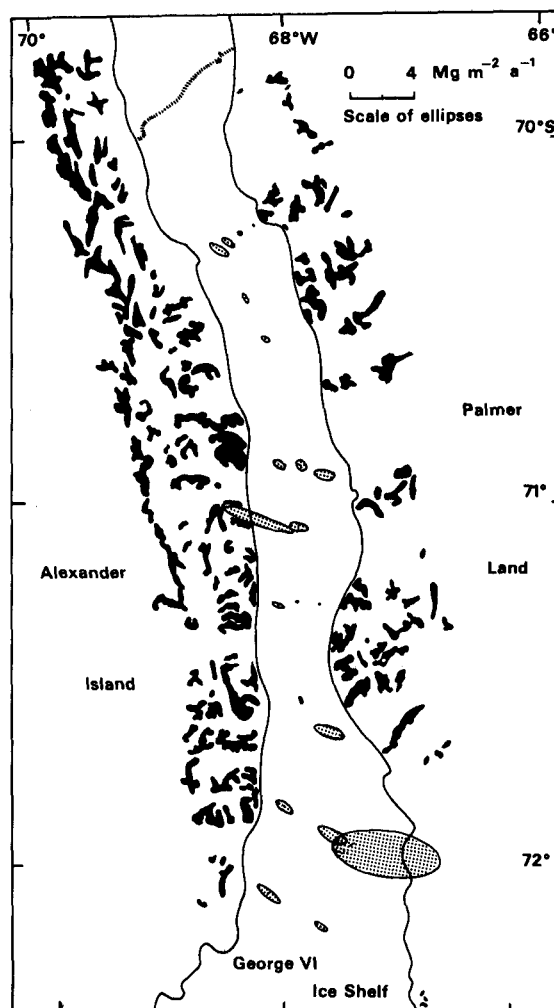 70°
68°W
66°
0 4 Mg m⁻² a⁻¹
Scale of ellipses
70°S
Palmer
71°
Alexander
Land
Island
72°
George VI
Ice Shelf